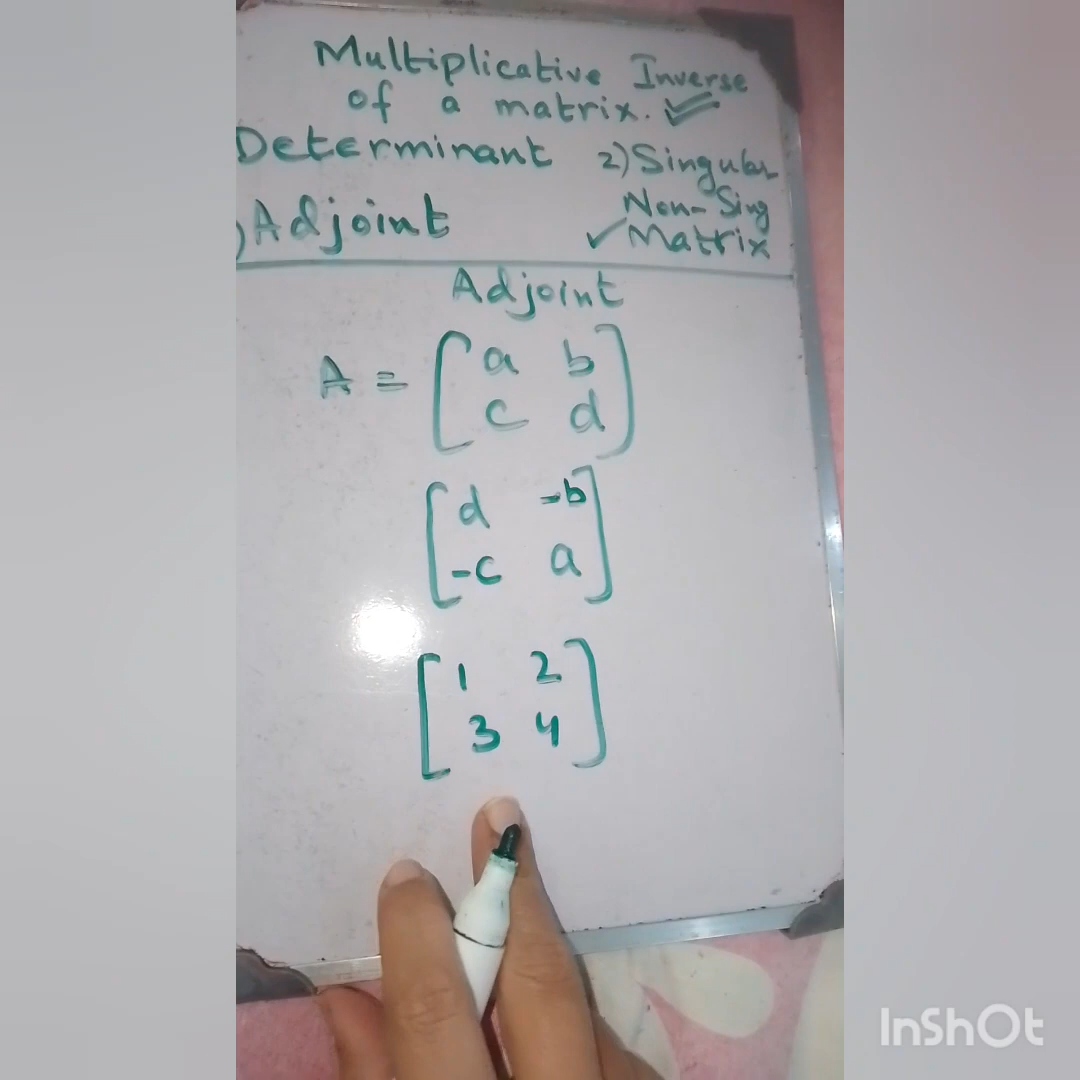 Multiplicative Inverse
of a matrix.
Determinant 2) Singular
Non-Sing
) Adjoint ✓ Matrix
Adjoint
A = [ a b
c d ]
[ d -b
-c a ]
[ 1 2
3 4 ]
InShOt